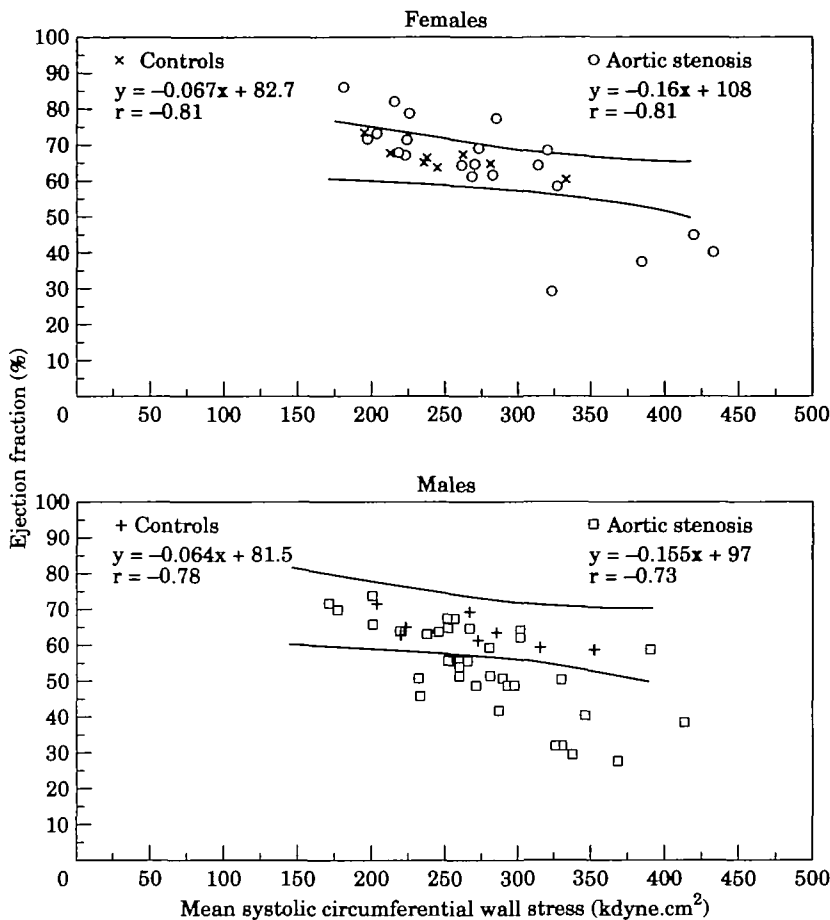 Females
100
90
80
70
60
50
40
30
20
10
0
× Controls
y = –0.067x + 82.7
r = –0.81
○ Aortic stenosis
y = –0.16x + 108
r = –0.81
50 100 150 200 250 300 350 400 450 500
Ejection fraction (%)
Males
100
90
80
70
60
50
40
30
20
10
0
+ Controls
y = –0.064x + 81.5
r = –0.78
□ Aortic stenosis
y = –0.155x + 97
r = –0.73
50 100 150 200 250 300 350 400 450 500
Mean systolic circumferential wall stress (kdyne.cm²)